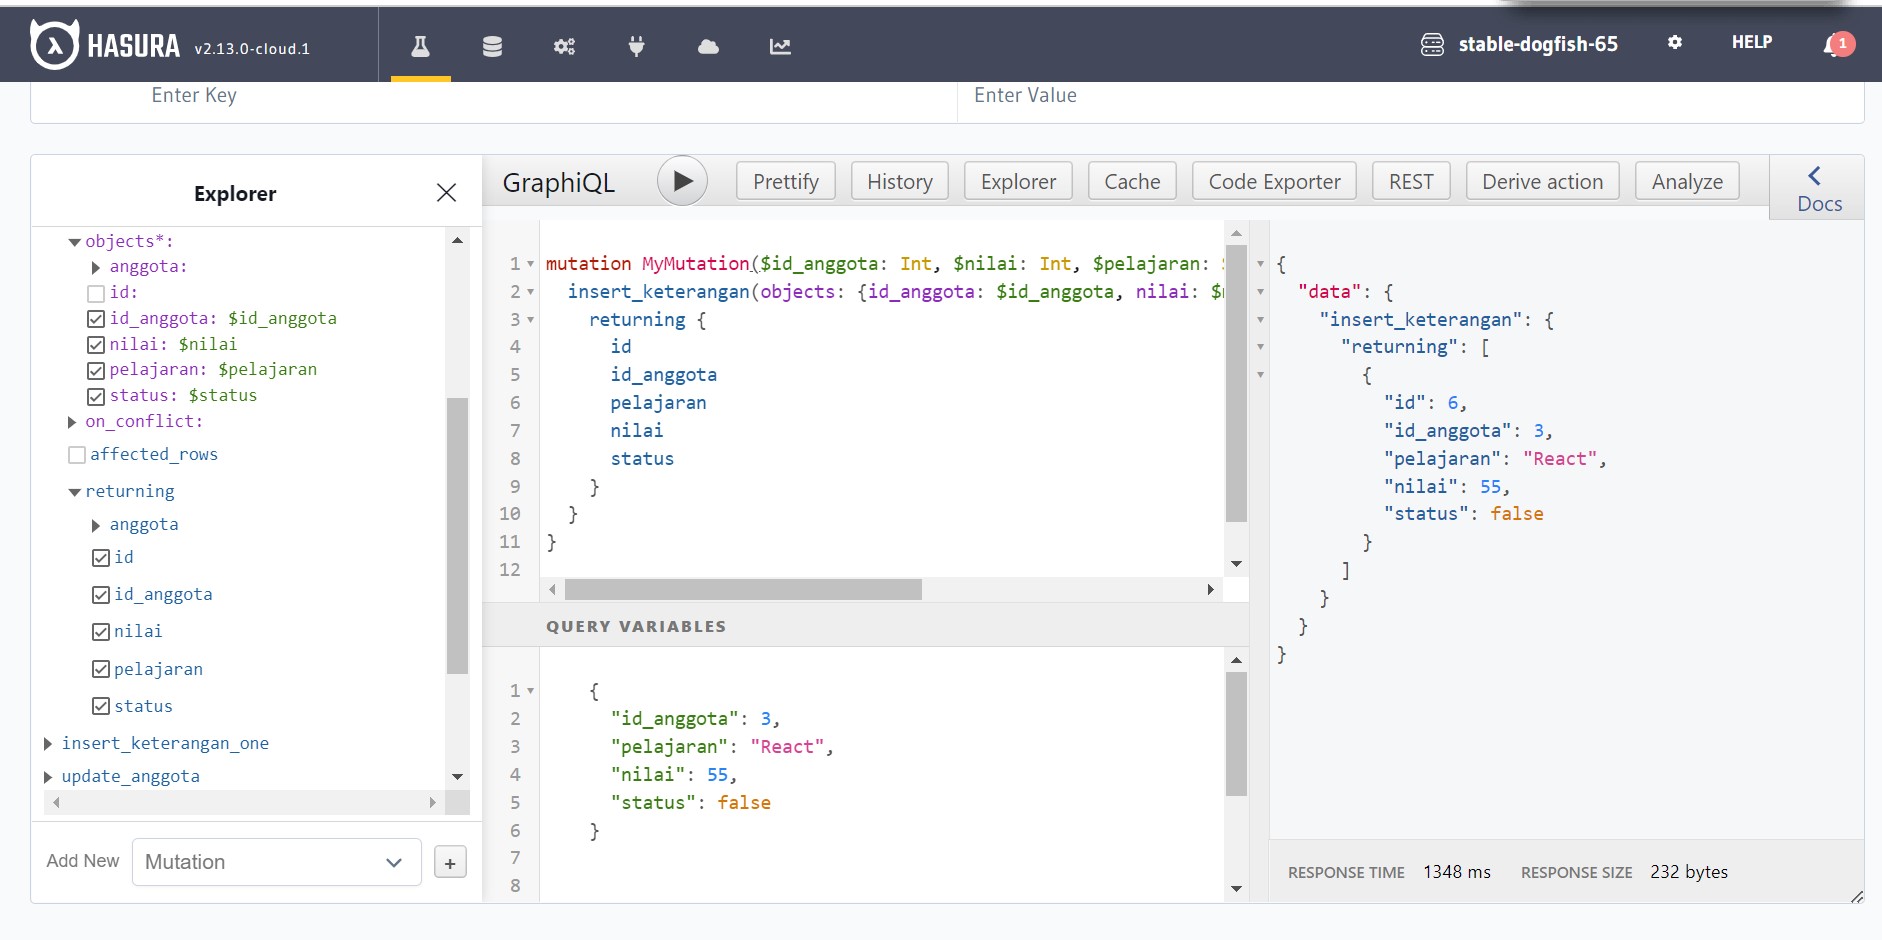 HASURA v2.13.0-cloud.1
stable-dogfish-65
HELP
1
Enter Key
Enter Value
Explorer
objects*:
anggota:
id:
id_anggota: $id_anggota
nilai: $nilai
pelajaran: $pelajaran
status: $status
on_conflict:
affected_rows
returning
anggota
id
id_anggota
nilai
pelajaran
status
insert_keterangan_one
update_anggota
Add New
Mutation
+
GraphiQL
Prettify
History
Explorer
Cache
Code Exporter
REST
Derive action
Analyze
Docs
1 mutation MyMutation($id_anggota: Int, $nilai: Int, $pelajaran:
2 insert_keterangan(objects: {id_anggota: $id_anggota, nilai:
3 returning {
4 id
5 id_anggota
6 pelajaran
7 nilai
8 status
9 }
10 }
11 }
12
QUERY VARIABLES
1 {
2 "id_anggota": 3,
3 "pelajaran": "React",
4 "nilai": 55,
5 "status": false
6 }
7
8
{
"data": {
"insert_keterangan": {
"returning": [
{
"id": 6,
"id_anggota": 3,
"pelajaran": "React",
"nilai": 55,
"status": false
}
]
}
}
}
RESPONSE TIME 1348 ms RESPONSE SIZE 232 bytes